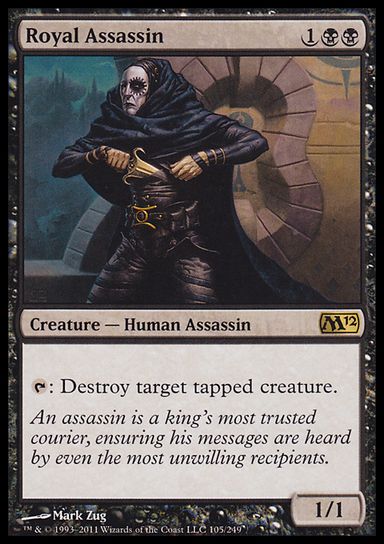 Royal Assassin 1
Creature — Human Assassin M12
: Destroy target tapped creature.
An assassin is a king's most trusted
courier, ensuring his messages are heard
by even the most unwilling recipients.
Mark Zug
™ & © 1993–2011 Wizards of the Coast LLC 105/249
1/1